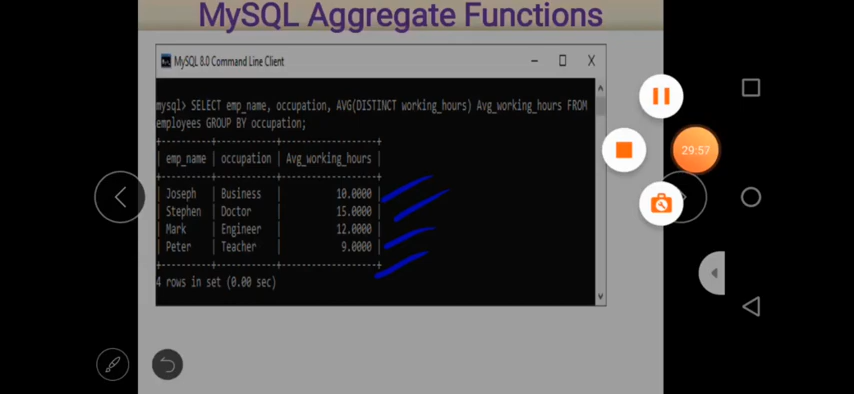 MySQL Aggregate Functions
MySQL 8.0 Command Line Client
mysql> SELECT emp_name, occupation, AVG(DISTINCT working_hours) Avg_working_hours FROM
employees GROUP BY occupation;
| emp_name | occupation | Avg_working_hours |
| Joseph | Business | 10.0000 |
| Stephen | Doctor | 15.0000 |
| Mark | Engineer | 12.0000 |
| Peter | Teacher | 9.0000 |
4 rows in set (0.00 sec)
29:57